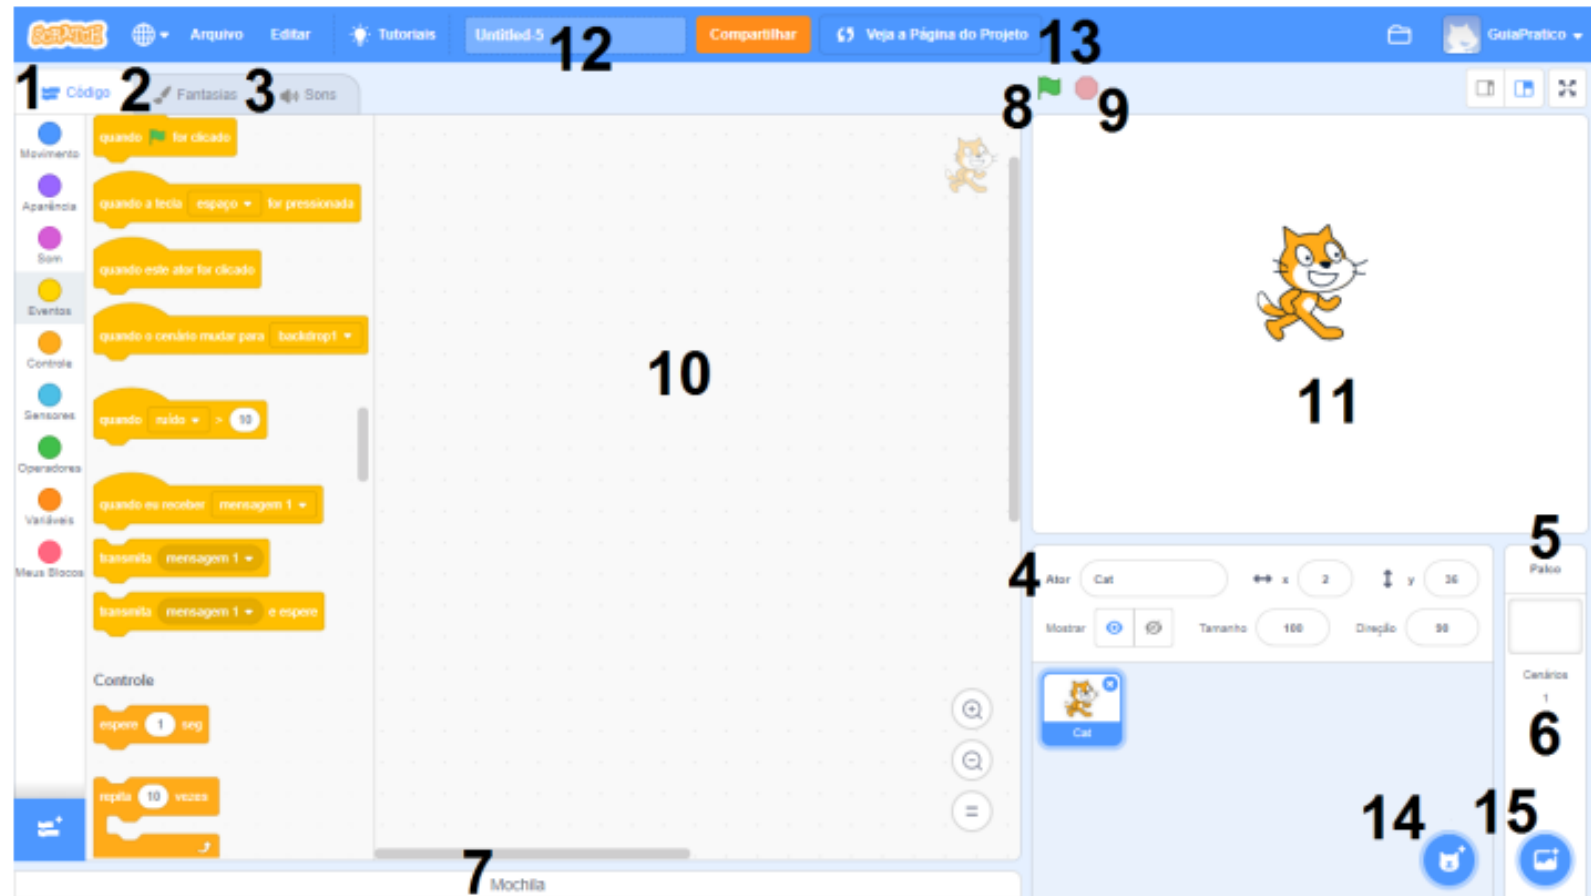 SCRATCH Arquivo Editar Tutoriais Untitled-5 12 Compartilhar Veja a Página do Projeto 13 GuiaPratico
1 Código 2 Fantasias 3 Sons 8 9
Movimento
Aparência
Som
Eventos
Controle
Sensores
Operadores
Variáveis
Meus Blocos
quando for clicado
quando a tecla espaço for pressionada
quando este ator for clicado
quando o cenário mudar para backdrop1
quando ruído > 10
quando eu receber mensagem 1
transmita mensagem 1
transmita mensagem 1 e espere
Controle
espere 1 seg
repita 10 vezes
10
11
4 Ator Cat x 2 y 36
Mostrar Tamanho 100 Direção 90
Cat
5
Palco
Cenários
1
6
14 15
7 Mochila